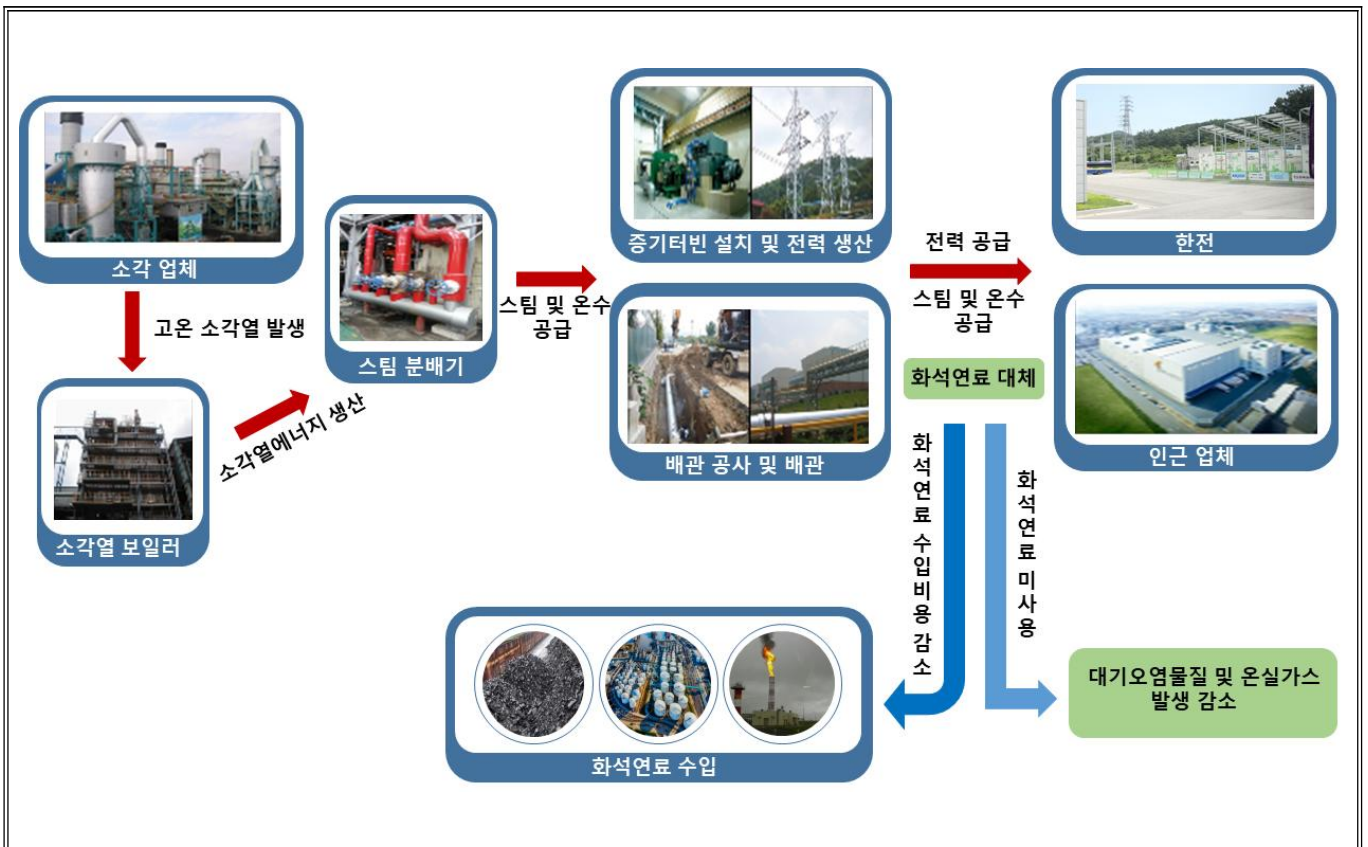 소각 업체
고온 소각열 발생
소각열 보일러
소각열에너지 생산
스팀 분배기
스팀 및 온수
공급
증기터빈 설치 및 전력 생산
배관 공사 및 배관
전력 공급
스팀 및 온수
공급
한전
인근 업체
화석연료 대체
화석연료 수입비용 감소
화석연료 미사용
화석연료 수입
대기오염물질 및 온실가스
발생 감소